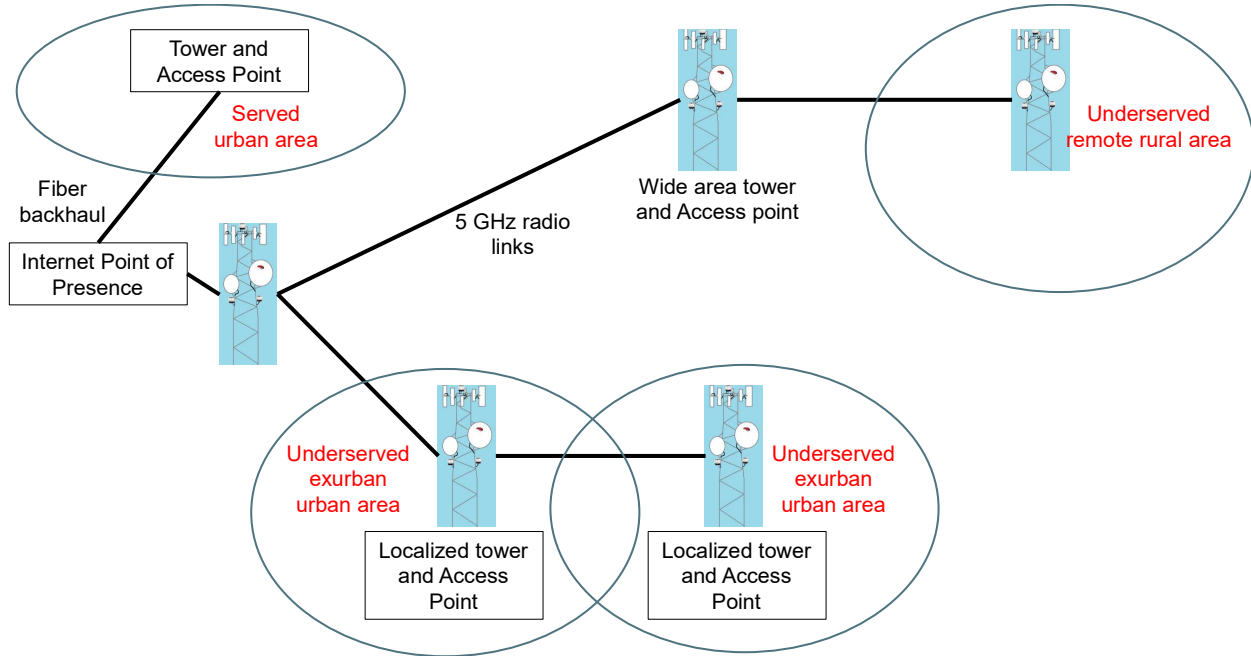 Tower and
Access Point
Served
urban area
Fiber
backhaul
Internet Point of
Presence
5 GHz radio
links
Wide area tower
and Access point
Underserved
remote rural area
Underserved
exurban
urban area
Localized tower
and Access
Point
Underserved
exurban
urban area
Localized tower
and Access
Point